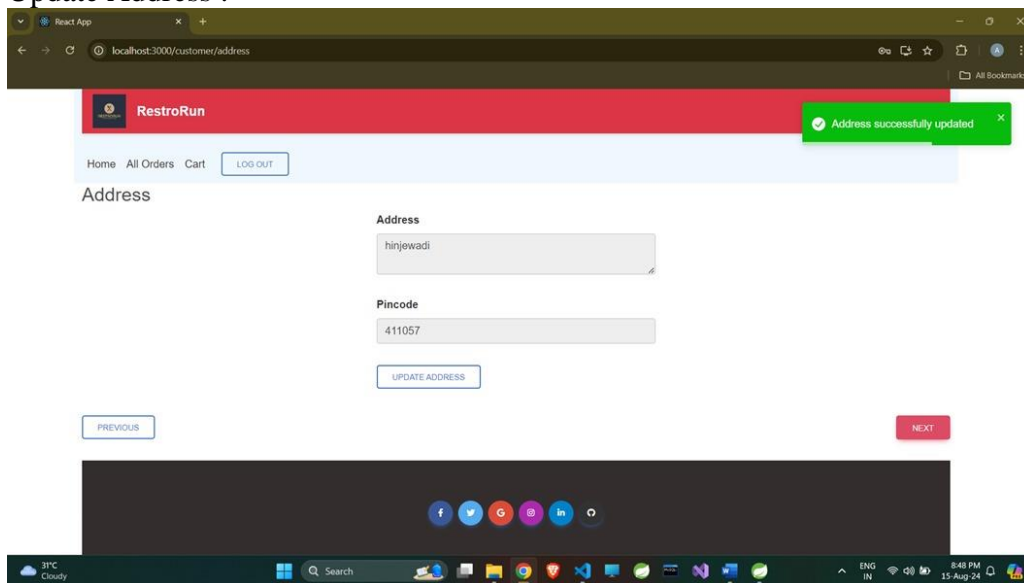 Update Address :
React App
localhost:3000/customer/address
All Bookmarks
RestroRun
Address successfully updated
Home All Orders Cart LOG OUT
Address
Address
hinjewadi
Pincode
411057
UPDATE ADDRESS
PREVIOUS
NEXT
31°C
Cloudy
Search
ENG
IN
8:48 PM
15-Aug-24